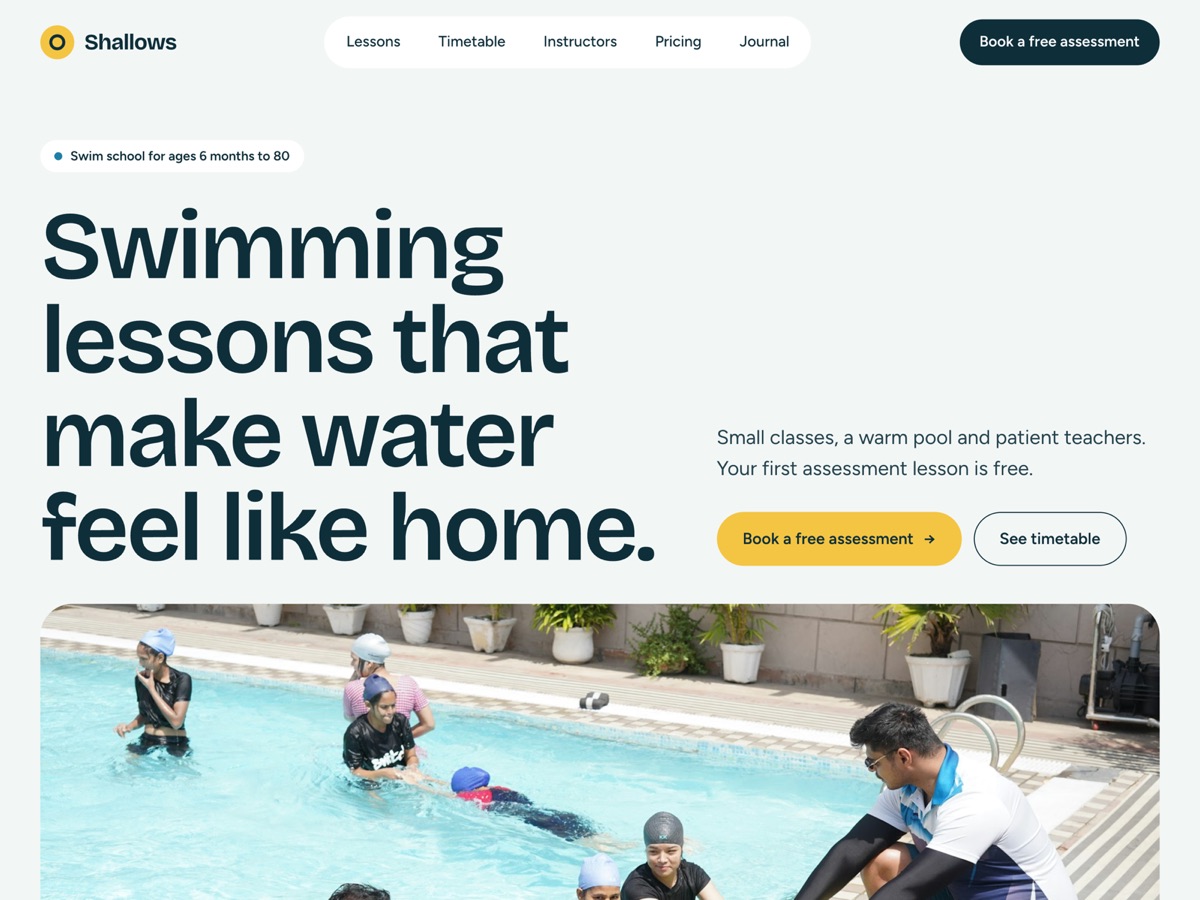 Shallows
Lessons
Timetable
Instructors
Pricing
Journal
Book a free assessment
Swim school for ages 6 months to 80
Swimming
lessons that
make water
feel like home.
Small classes, a warm pool and patient teachers.
Your first assessment lesson is free.
Book a free assessment →
See timetable